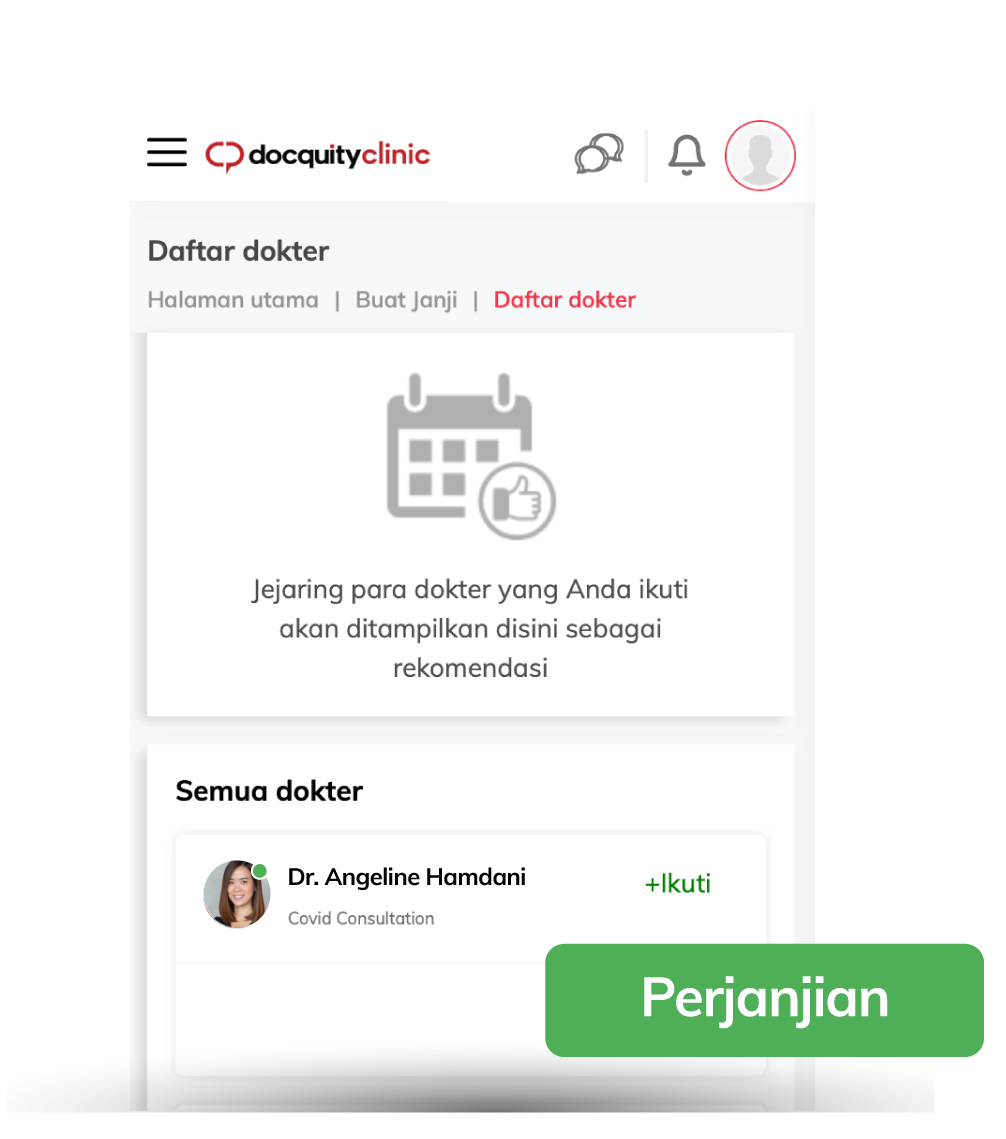 docquityclinic
Daftar dokter
Halaman utama | Buat Janji | Daftar dokter
Jejaring para dokter yang Anda ikuti
akan ditampilkan disini sebagai
rekomendasi
Semua dokter
Dr. Angeline Hamdani
+Ikuti
Covid Consultation
Perjanjian